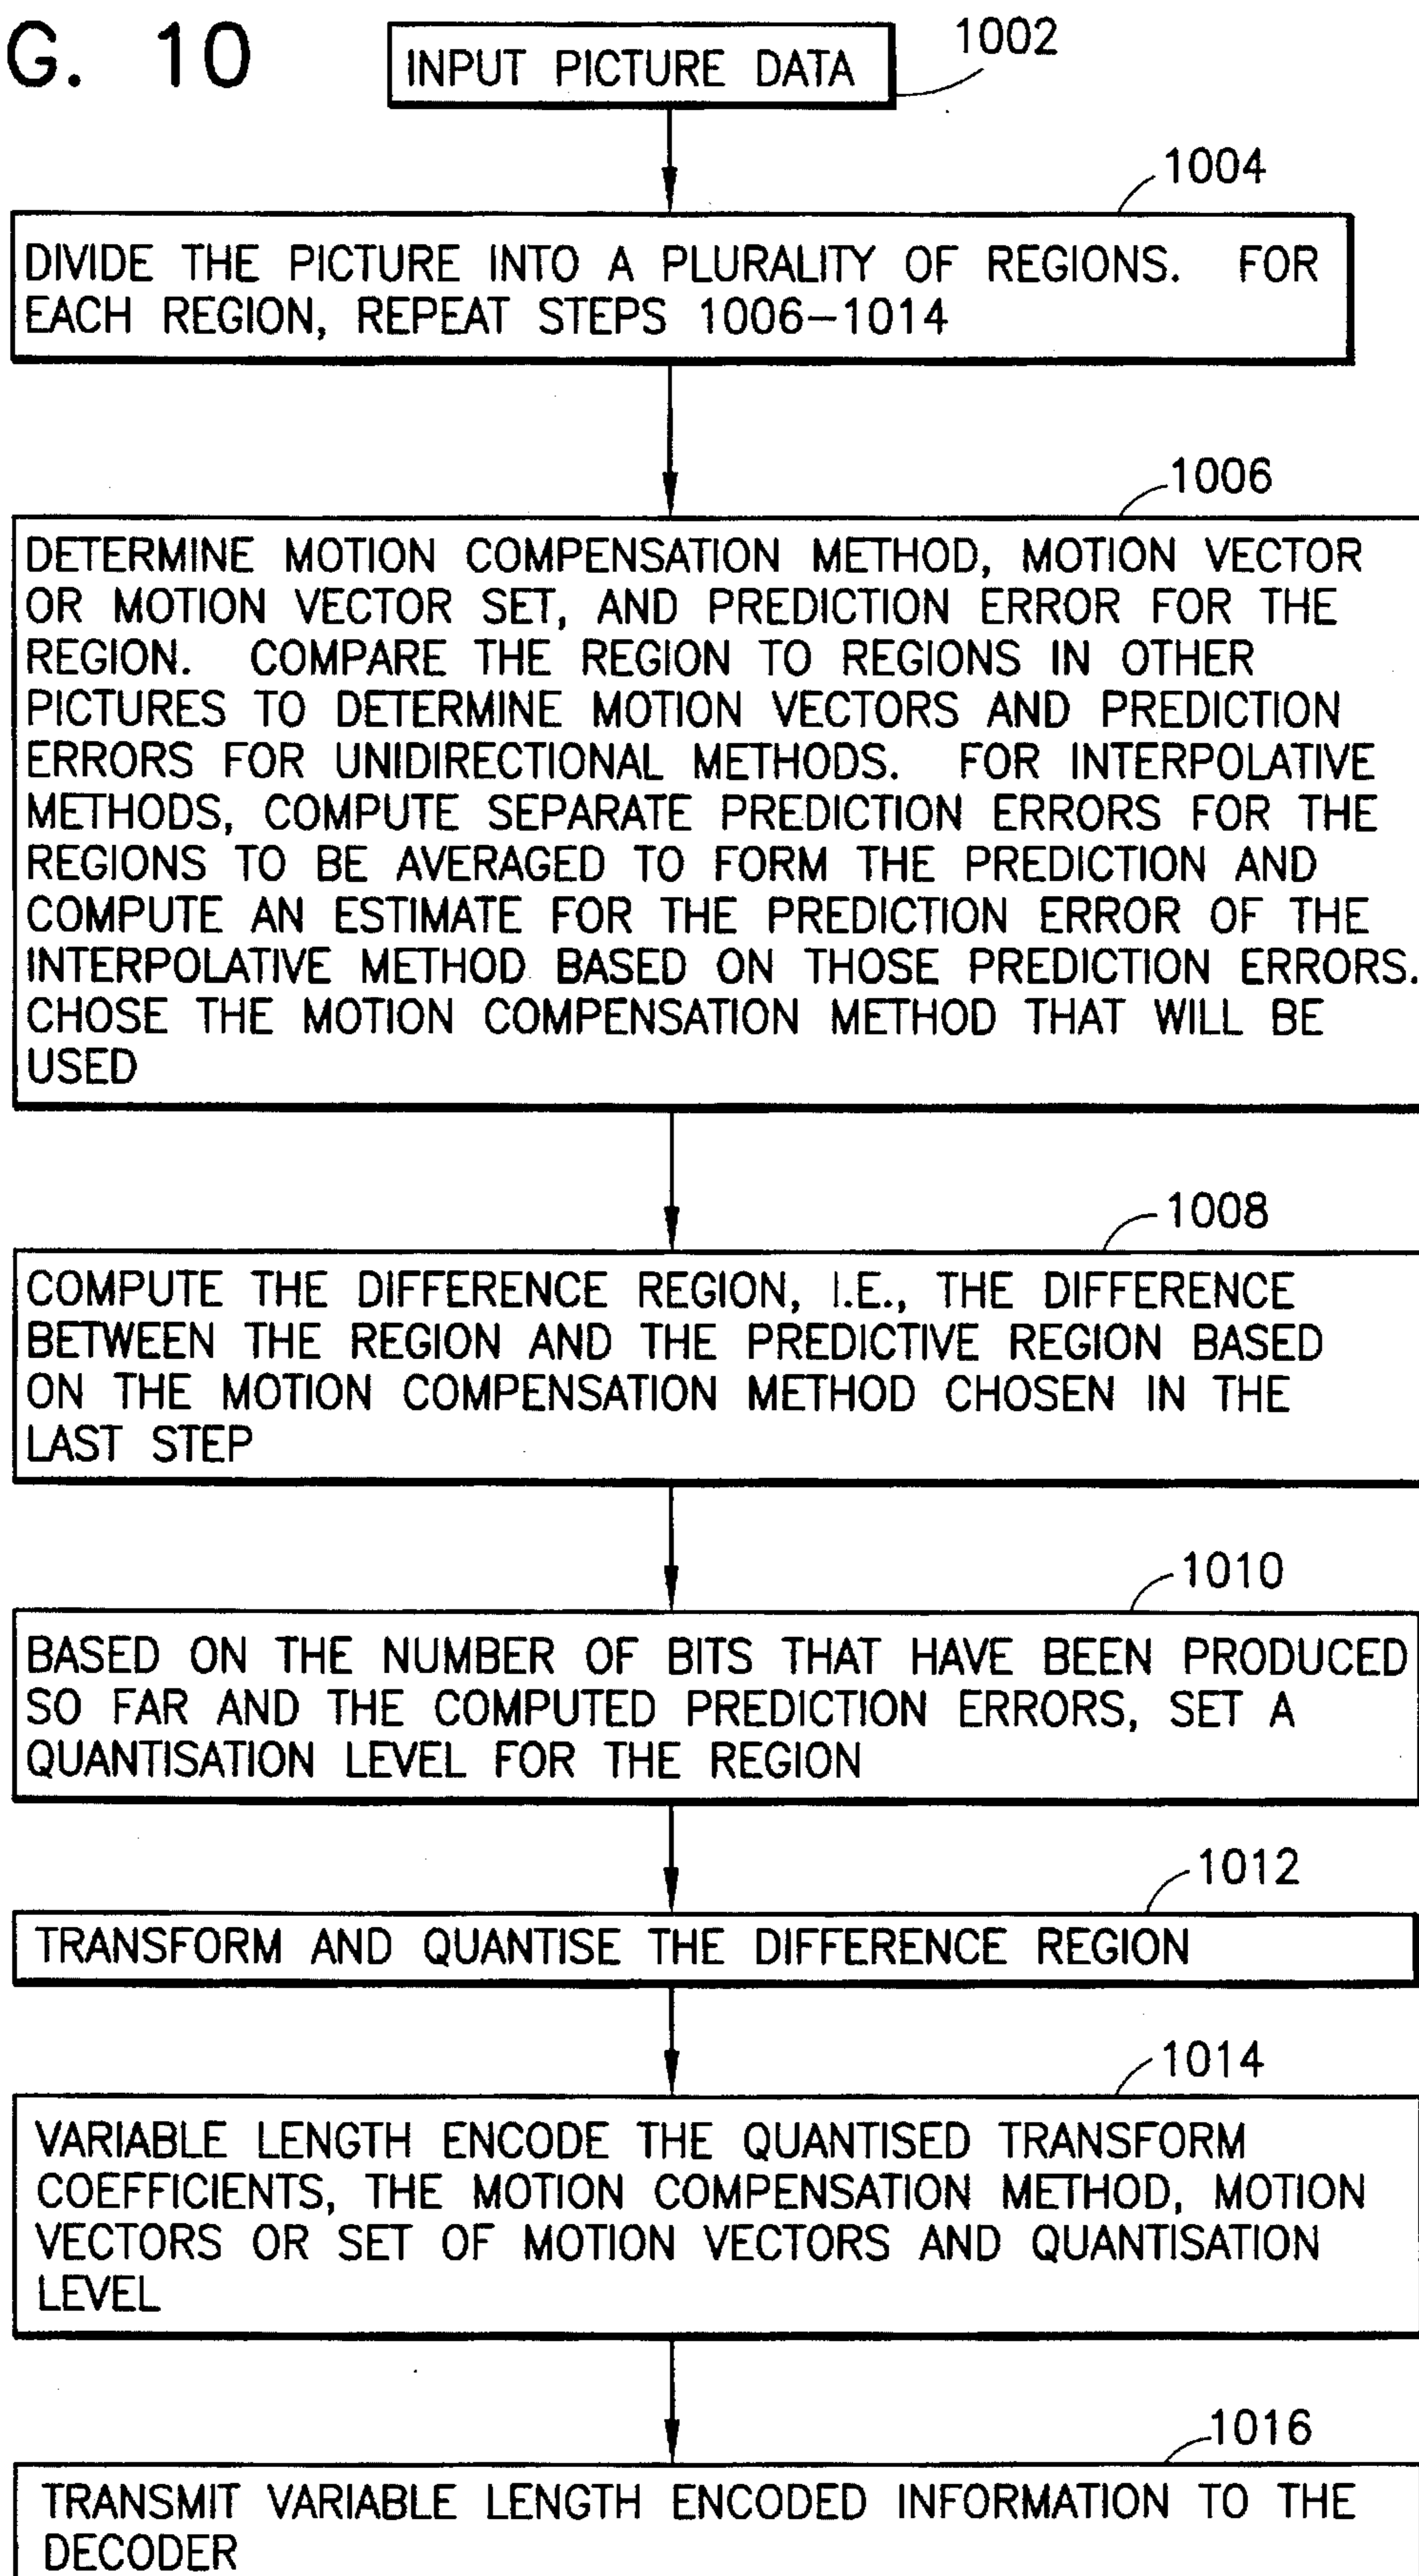 G. 10
INPUT PICTURE DATA
1002
1004
DIVIDE THE PICTURE INTO A PLURALITY OF REGIONS. FOR
EACH REGION, REPEAT STEPS 1006-1014
1006
DETERMINE MOTION COMPENSATION METHOD, MOTION VECTOR
OR MOTION VECTOR SET, AND PREDICTION ERROR FOR THE
REGION. COMPARE THE REGION TO REGIONS IN OTHER
PICTURES TO DETERMINE MOTION VECTORS AND PREDICTION
ERRORS FOR UNIDIRECTIONAL METHODS. FOR INTERPOLATIVE
METHODS, COMPUTE SEPARATE PREDICTION ERRORS FOR THE
REGIONS TO BE AVERAGED TO FORM THE PREDICTION AND
COMPUTE AN ESTIMATE FOR THE PREDICTION ERROR OF THE
INTERPOLATIVE METHOD BASED ON THOSE PREDICTION ERRORS.
CHOSE THE MOTION COMPENSATION METHOD THAT WILL BE
USED
1008
COMPUTE THE DIFFERENCE REGION, I.E., THE DIFFERENCE
BETWEEN THE REGION AND THE PREDICTIVE REGION BASED
ON THE MOTION COMPENSATION METHOD CHOSEN IN THE
LAST STEP
1010
BASED ON THE NUMBER OF BITS THAT HAVE BEEN PRODUCED
SO FAR AND THE COMPUTED PREDICTION ERRORS, SET A
QUANTISATION LEVEL FOR THE REGION
1012
TRANSFORM AND QUANTISE THE DIFFERENCE REGION
1014
VARIABLE LENGTH ENCODE THE QUANTISED TRANSFORM
COEFFICIENTS, THE MOTION COMPENSATION METHOD, MOTION
VECTORS OR SET OF MOTION VECTORS AND QUANTISATION
LEVEL
1016
TRANSMIT VARIABLE LENGTH ENCODED INFORMATION TO THE
DECODER